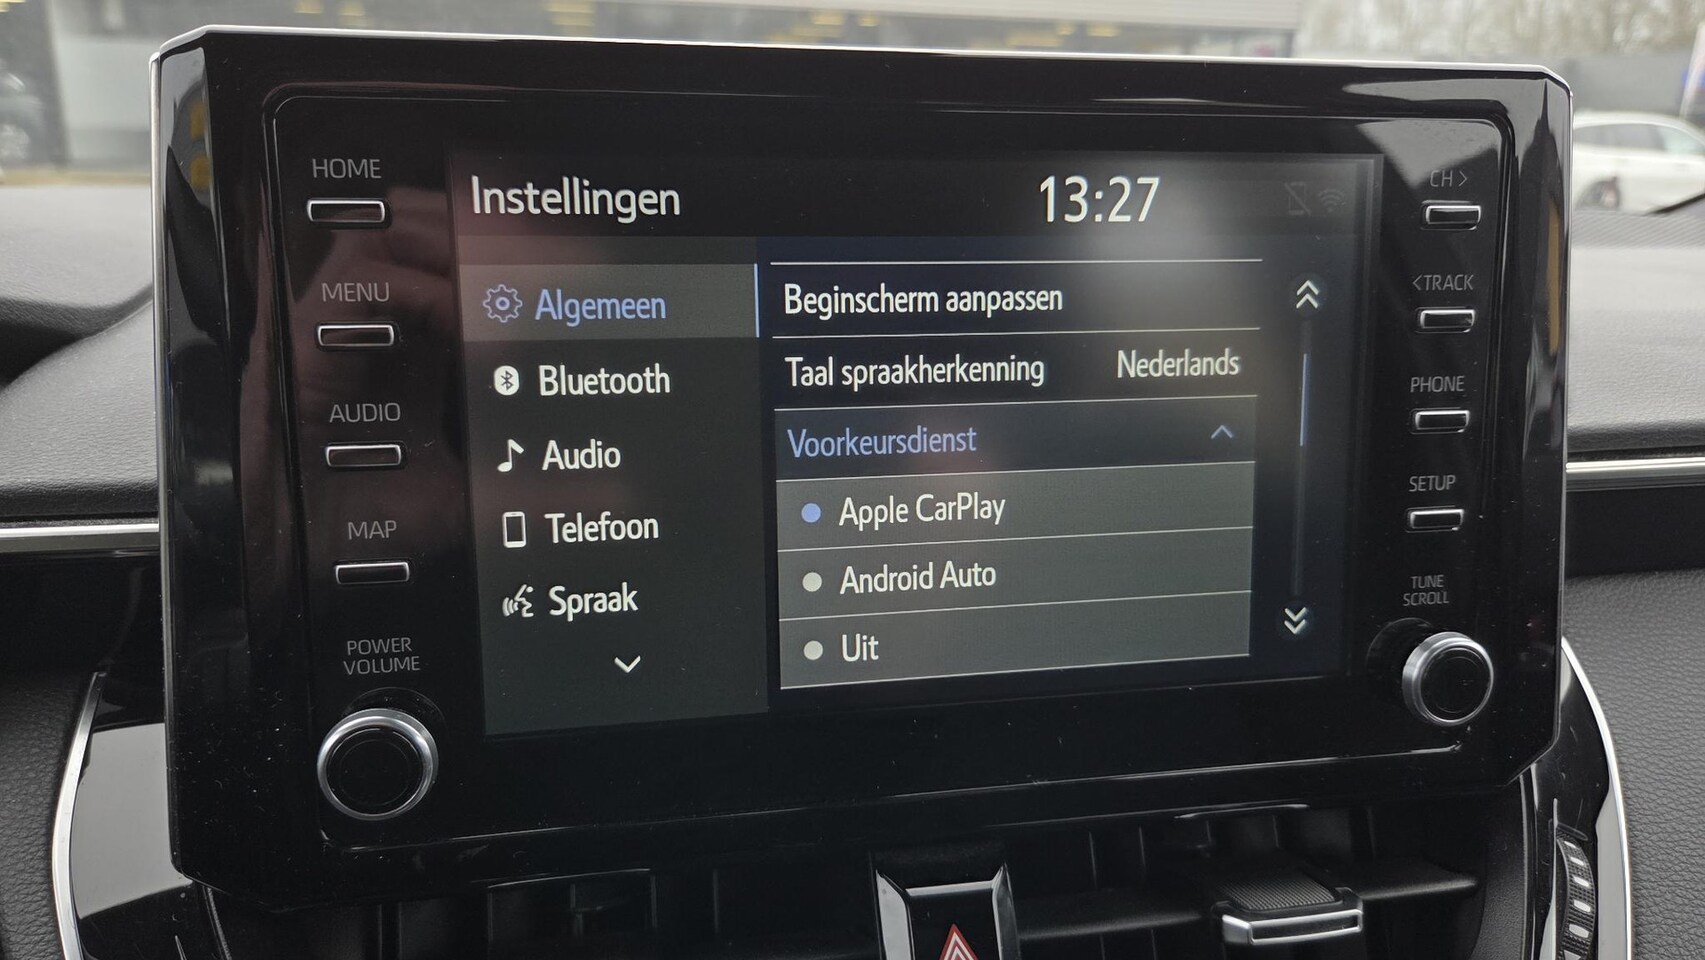 HOME
MENU
AUDIO
MAP
POWER
VOLUME
Instellingen
13:27
Algemeen
Bluetooth
Audio
Telefoon
Spraak
Beginscherm aanpassen
Taal spraakherkenning Nederlands
Voorkeursdienst
Apple CarPlay
Android Auto
Uit
CH >
<TRACK
PHONE
SETUP
TUNE
SCROLL